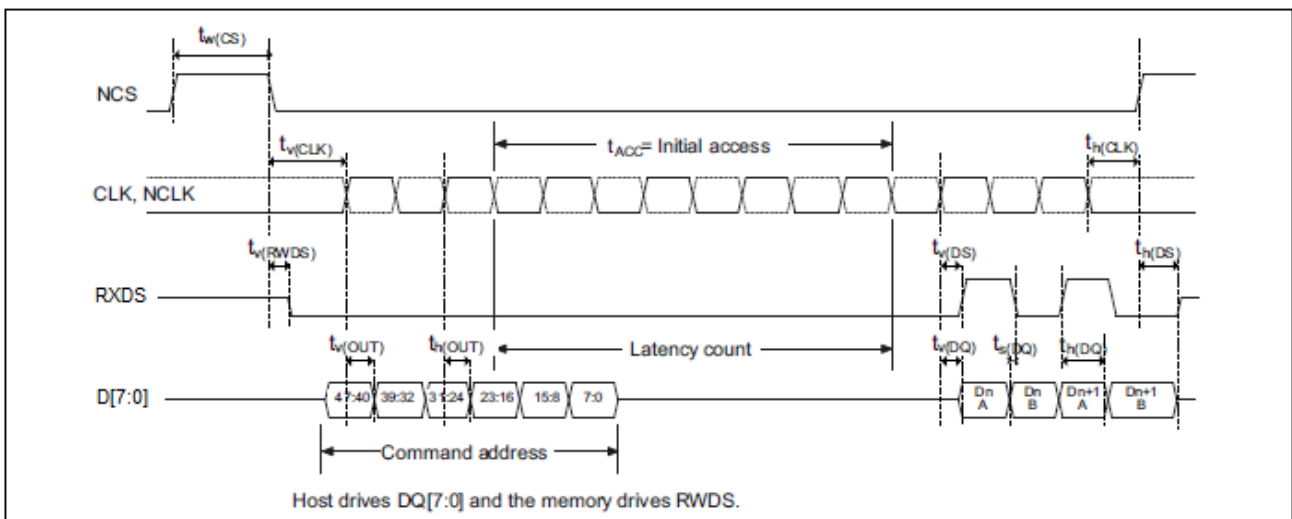 tw(CS)
NCS
tv(CLK)
tACC= Initial access
th(CLK)
CLK, NCLK
tv(RWDS)
tv(DS)
th(DS)
RXDS
tv(OUT)
th(OUT)
Latency count
tv(DQ)
ts(DQ)
th(DQ)
D[7:0]
47:40
39:32
31:24
23:16
15:8
7:0
Dn A
Dn B
Dn+1 A
Dn+1 B
Command address
Host drives DQ[7:0] and the memory drives RWDS.